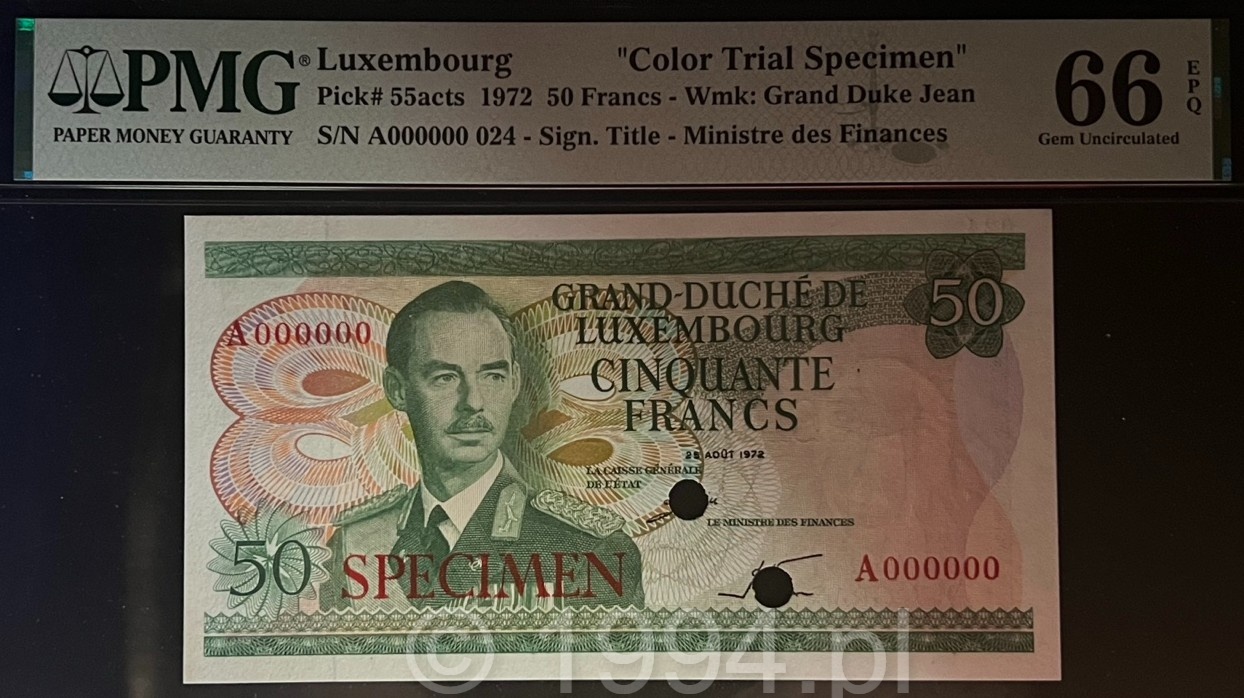 PMG®
PAPER MONEY GUARANTY
Luxembourg "Color Trial Specimen"
Pick# 55acts 1972 50 Francs - Wmk: Grand Duke Jean
S/N A000000 024 - Sign. Title - Ministre des Finances
66
EPQ
Gem Uncirculated
GRAND-DUCHÉ DE
LUXEMBOURG
CINQUANTE
FRANCS
50
A000000
25 AOÛT 1972
LA CAISSE GÉNÉRALE
DE L'ÉTAT
LE MINISTRE DES FINANCES
50
SPECIMEN
A000000
© 1994.pl